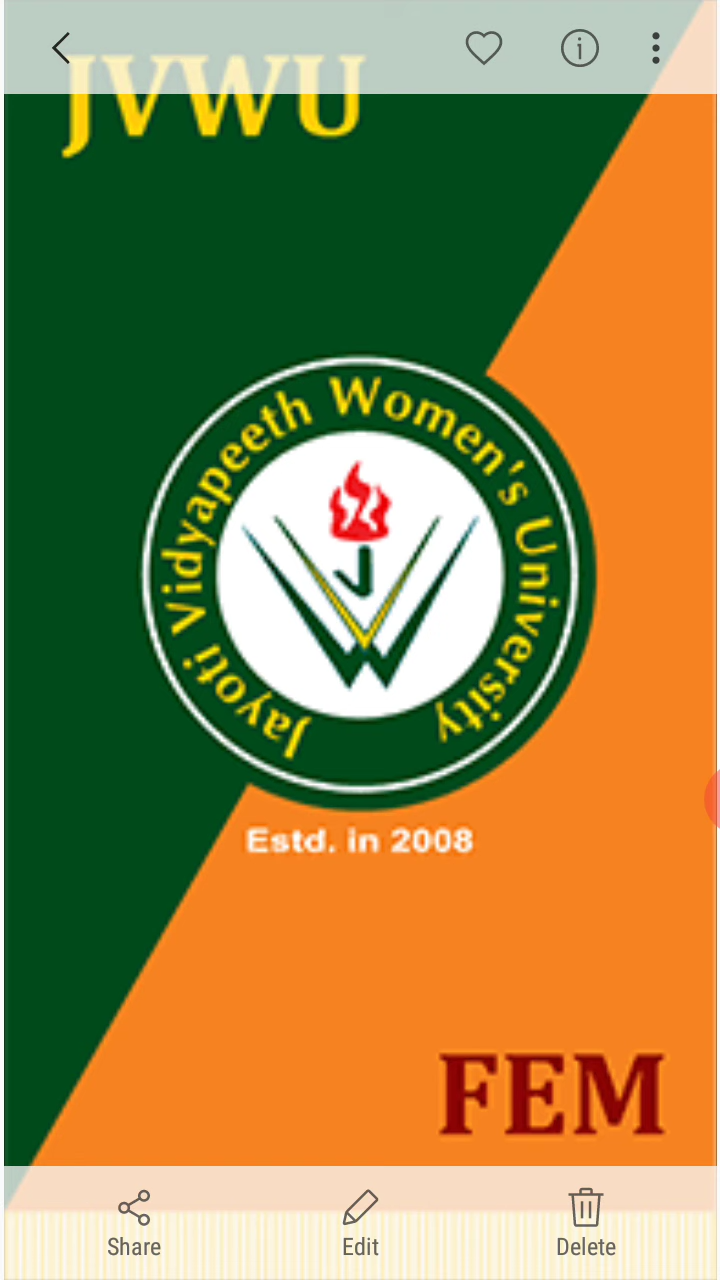 JVWU
Jayoti Vidyapeeth Women's University
Estd. in 2008
FEM
Share
Edit
Delete